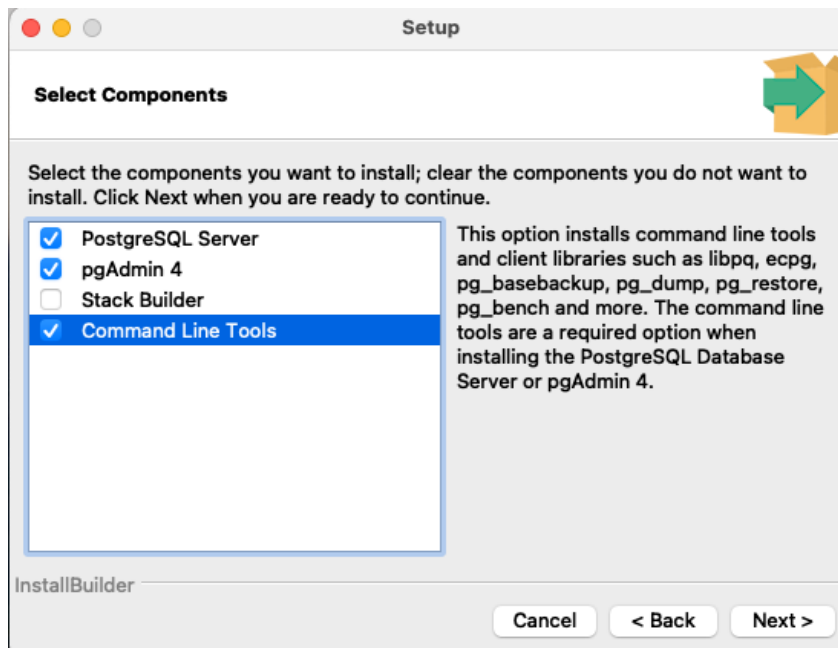 Setup
Select Components
Select the components you want to install; clear the components you do not want to
install. Click Next when you are ready to continue.
PostgreSQL Server
pgAdmin 4
Stack Builder
Command Line Tools
This option installs command line tools
and client libraries such as libpq, ecpg,
pg_basebackup, pg_dump, pg_restore,
pg_bench and more. The command line
tools are a required option when
installing the PostgreSQL Database
Server or pgAdmin 4.
InstallBuilder
Cancel
< Back
Next >